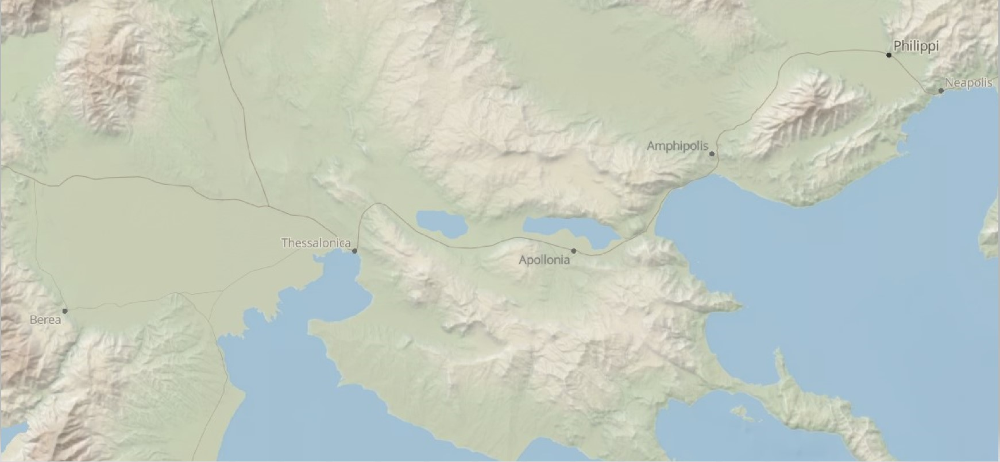 Philippi
Neapolis
Amphipolis
Thessalonica
Apollonia
Berea